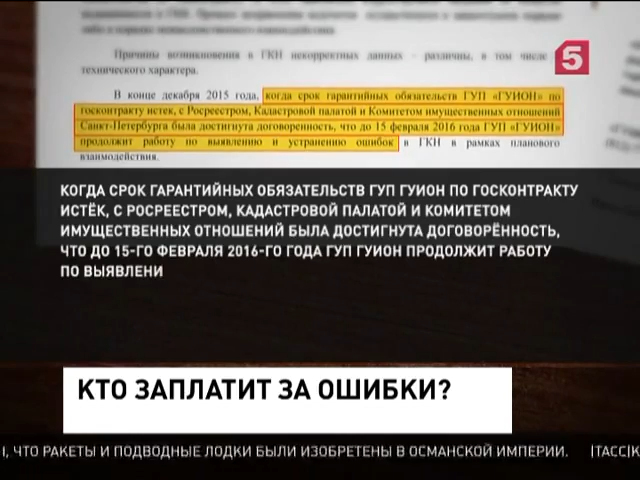 5
Причины возникновения в ГКН некорректных данных – различны, в том числе
технического характера.
В конце декабря 2015 года, когда срок гарантийных обязательств ГУП «ГУИОН» по
госконтракту истек, с Росреестром, Кадастровой палатой и Комитетом имущественных отношений
Санкт-Петербурга была достигнута договоренность, что до 15 февраля 2016 года ГУП «ГУИОН»
продолжит работу по выявлению и устранению ошибок в ГКН в рамках планового
взаимодействия.
КОГДА СРОК ГАРАНТИЙНЫХ ОБЯЗАТЕЛЬСТВ ГУП ГУИОН ПО ГОСКОНТРАКТУ
ИСТЁК, С РОСРЕЕСТРОМ, КАДАСТРОВОЙ ПАЛАТОЙ И КОМИТЕТОМ
ИМУЩЕСТВЕННЫХ ОТНОШЕНИЙ БЫЛА ДОСТИГНУТА ДОГОВОРЁННОСТЬ,
ЧТО ДО 15-ГО ФЕВРАЛЯ 2016-ГО ГОДА ГУП ГУИОН ПРОДОЛЖИТ РАБОТУ
ПО ВЫЯВЛЕНИ
КТО ЗАПЛАТИТ ЗА ОШИБКИ?
, ЧТО РАКЕТЫ И ПОДВОДНЫЕ ЛОДКИ БЫЛИ ИЗОБРЕТЕНЫ В ОСМАНСКОЙ ИМПЕРИИ. |ТАСС|К